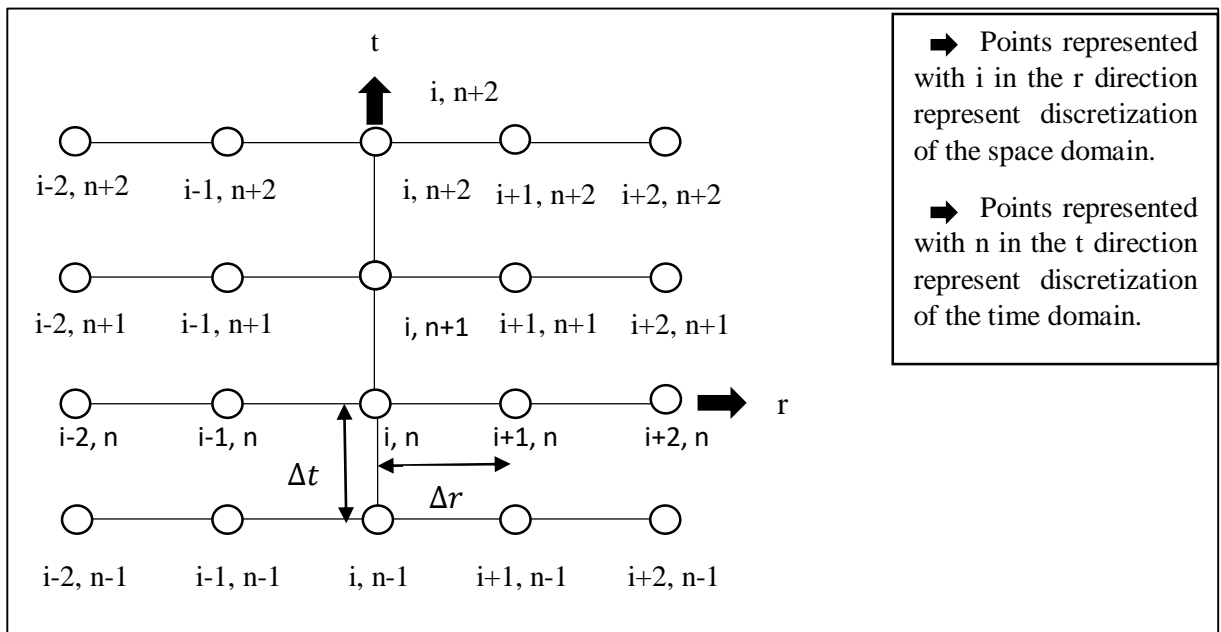 t
i, n+2
i-2, n+2 i-1, n+2 i, n+2 i+1, n+2 i+2, n+2
i-2, n+1 i-1, n+1 i, n+1 i+1, n+1 i+2, n+1
r
i-2, n i-1, n i, n i+1, n i+2, n
Δt
Δr
i-2, n-1 i-1, n-1 i, n-1 i+1, n-1 i+2, n-1
Points represented
with i in the r direction
represent discretization
of the space domain.
Points represented
with n in the t direction
represent discretization
of the time domain.